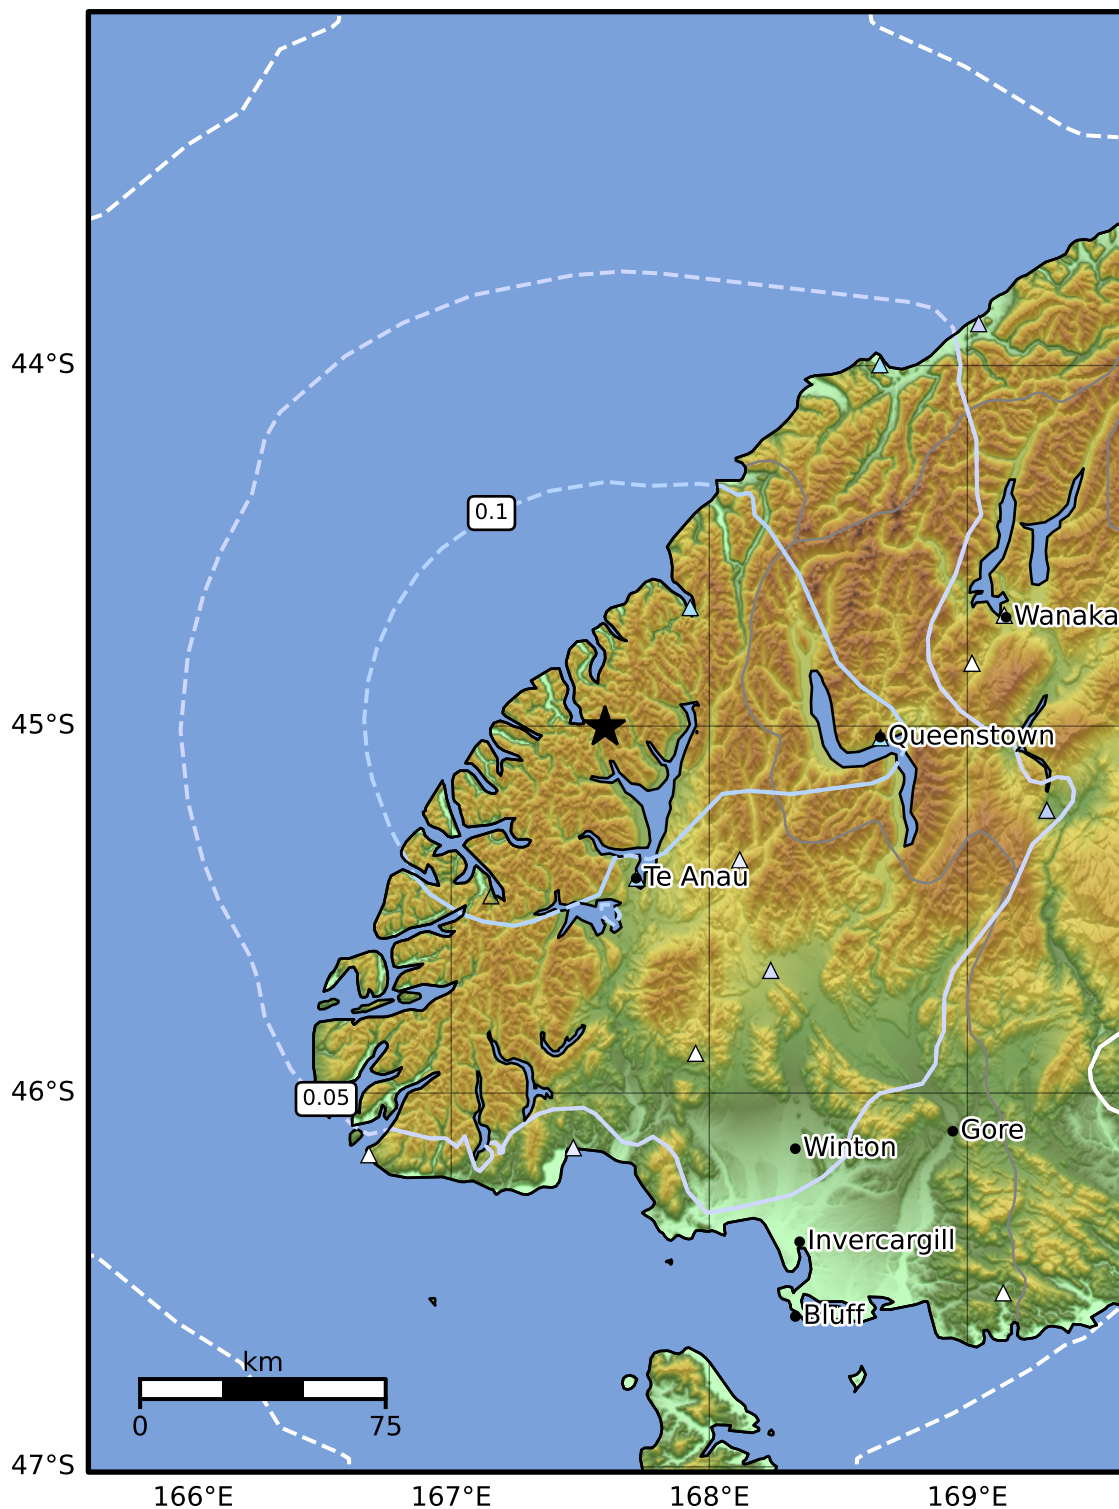 44°S
0.1
Wanaka
45°S
Queenstown
Te Anau
46°S
0.05
Gore
Winton
Invercargill
Bluff
km
0
75
47°S
166°E
167°E
168°E
169°E